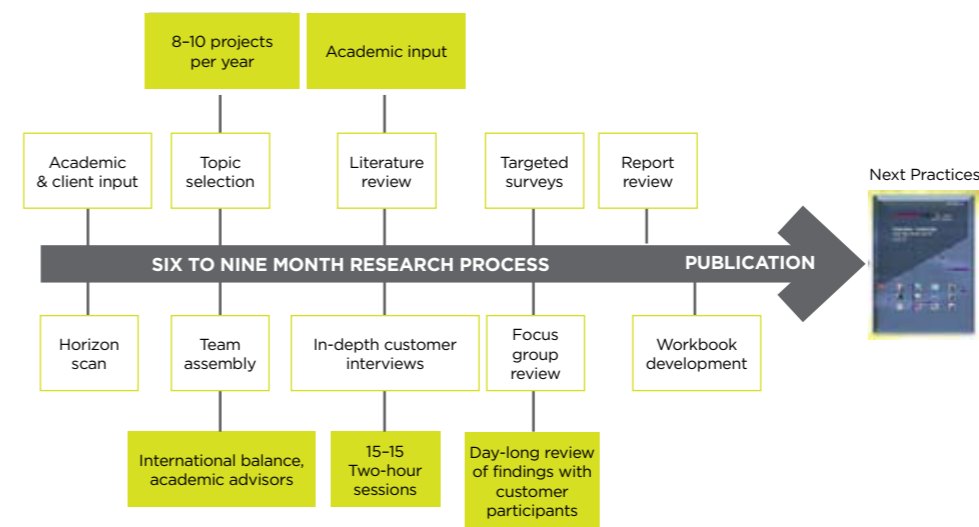 8–10 projects
per year
Academic input
Academic
& client input
Topic
selection
Literature
review
Targeted
surveys
Report
review
Next Practices
SIX TO NINE MONTH RESEARCH PROCESS
PUBLICATION
Horizon
scan
Team
assembly
In-depth customer
interviews
Focus
group
review
Workbook
development
International balance,
academic advisors
15–15
Two-hour
sessions
Day-long review
of findings with
customer
participants